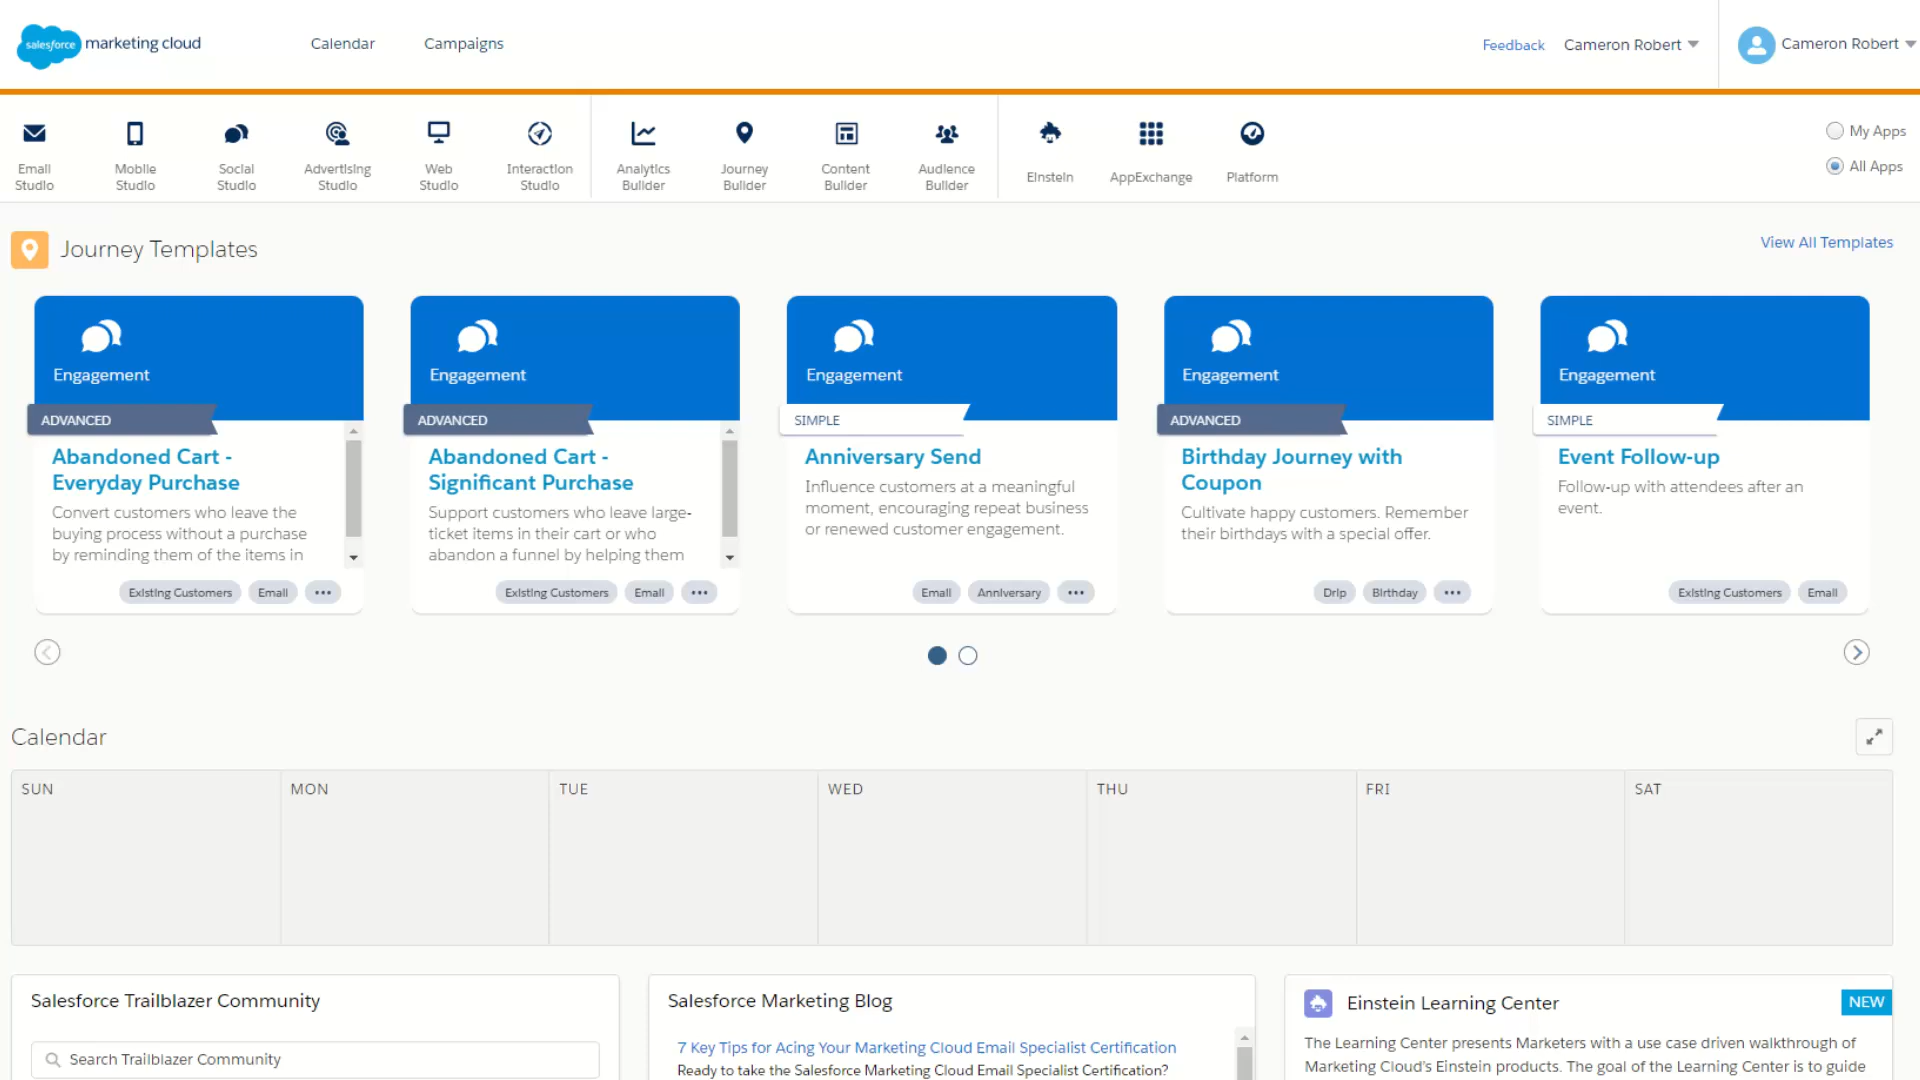 salesforce marketing cloud
Calendar
Campaigns
Feedback
Cameron Robert
Cameron Robert
Email
Studio
Mobile
Studio
Social
Studio
Advertising
Studio
Web
Studio
Interaction
Studio
Analytics
Builder
Journey
Builder
Content
Builder
Audience
Builder
Einstein
AppExchange
Platform
My Apps
All Apps
Journey Templates
View All Templates
Engagement
ADVANCED
Abandoned Cart -
Everyday Purchase
Convert customers who leave the
buying process without a purchase
by reminding them of the items in
Existing Customers
Email
•••
Engagement
ADVANCED
Abandoned Cart -
Significant Purchase
Support customers who leave large-
ticket items in their cart or who
abandon a funnel by helping them
Existing Customers
Email
•••
Engagement
SIMPLE
Anniversary Send
Influence customers at a meaningful
moment, encouraging repeat business
or renewed customer engagement.
Email
Anniversary
•••
Engagement
ADVANCED
Birthday Journey with
Coupon
Cultivate happy customers. Remember
their birthdays with a special offer.
Drip
Birthday
•••
Engagement
SIMPLE
Event Follow-up
Follow-up with attendees after an
event.
Existing Customers
Email
Calendar
SUN
MON
TUE
WED
THU
FRI
SAT
Salesforce Trailblazer Community
Search Trailblazer Community
Salesforce Marketing Blog
7 Key Tips for Acing Your Marketing Cloud Email Specialist Certification
Ready to take the Salesforce Marketing Cloud Email Specialist Certification?
Einstein Learning Center
NEW
The Learning Center presents Marketers with a use case driven walkthrough of
Marketing Cloud's Einstein products. The goal of the Learning Center is to guide